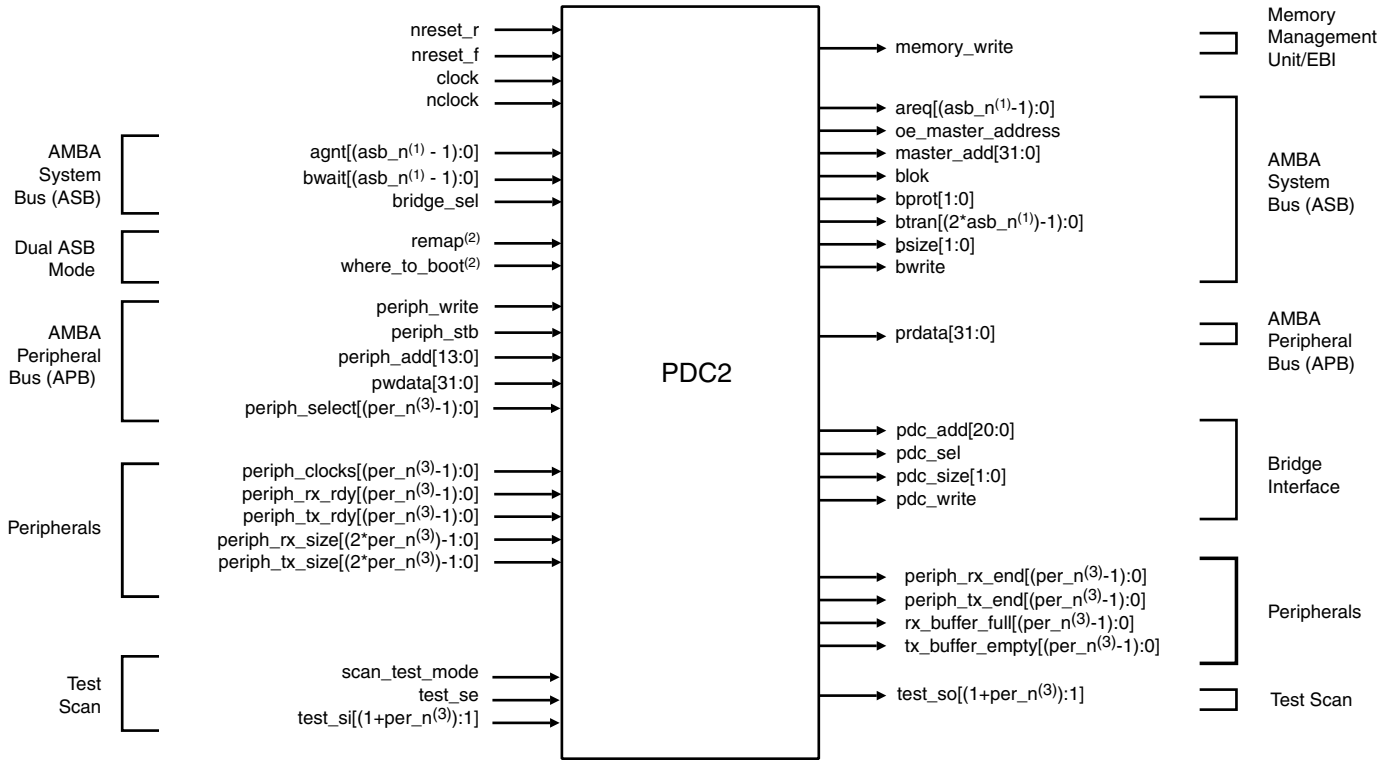 nreset_r
nreset_f
clock
nclock
AMBA
System
Bus (ASB)
agnt[(asb_n(1) - 1):0]
bwait[(asb_n(1) - 1):0]
bridge_sel
Dual ASB
Mode
remap(2)
where_to_boot(2)
AMBA
Peripheral
Bus (APB)
periph_write
periph_stb
periph_add[13:0]
pwdata[31:0]
periph_select[(per_n(3)-1):0]
Peripherals
periph_clocks[(per_n(3)-1):0]
periph_rx_rdy[(per_n(3)-1):0]
periph_tx_rdy[(per_n(3)-1):0]
periph_rx_size[(2*per_n(3))-1:0]
periph_tx_size[(2*per_n(3))-1:0]
Test
Scan
scan_test_mode
test_se
test_si[(1+per_n(3)):1]
PDC2
memory_write
Memory
Management
Unit/EBI
areq[(asb_n(1)-1):0]
oe_master_address
master_add[31:0]
blok
bprot[1:0]
btran[(2*asb_n(1))-1):0]
bsize[1:0]
bwrite
AMBA
System
Bus (ASB)
prdata[31:0]
AMBA
Peripheral
Bus (APB)
pdc_add[20:0]
pdc_sel
pdc_size[1:0]
pdc_write
Bridge
Interface
periph_rx_end[(per_n(3)-1):0]
periph_tx_end[(per_n(3)-1):0]
rx_buffer_full[(per_n(3)-1):0]
tx_buffer_empty[(per_n(3)-1):0]
Peripherals
test_so[(1+per_n(3)):1]
Test Scan